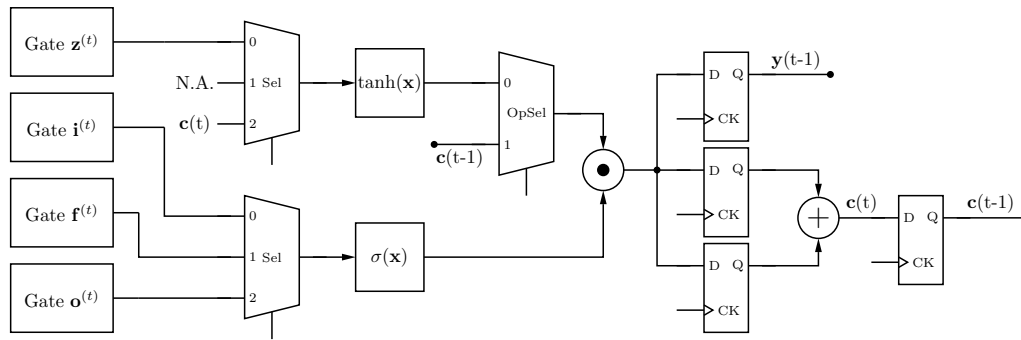 Gate z^(t)
Gate i^(t)
Gate f^(t)
Gate o^(t)
0
N.A. 1 Sel
c(t) 2
tanh(x)
0
OpSel
c(t-1) 1
0
1 Sel
2
σ(x)
D Q y(t-1)
CK
D Q
CK
D Q
CK
+
c(t)
D Q c(t-1)
CK